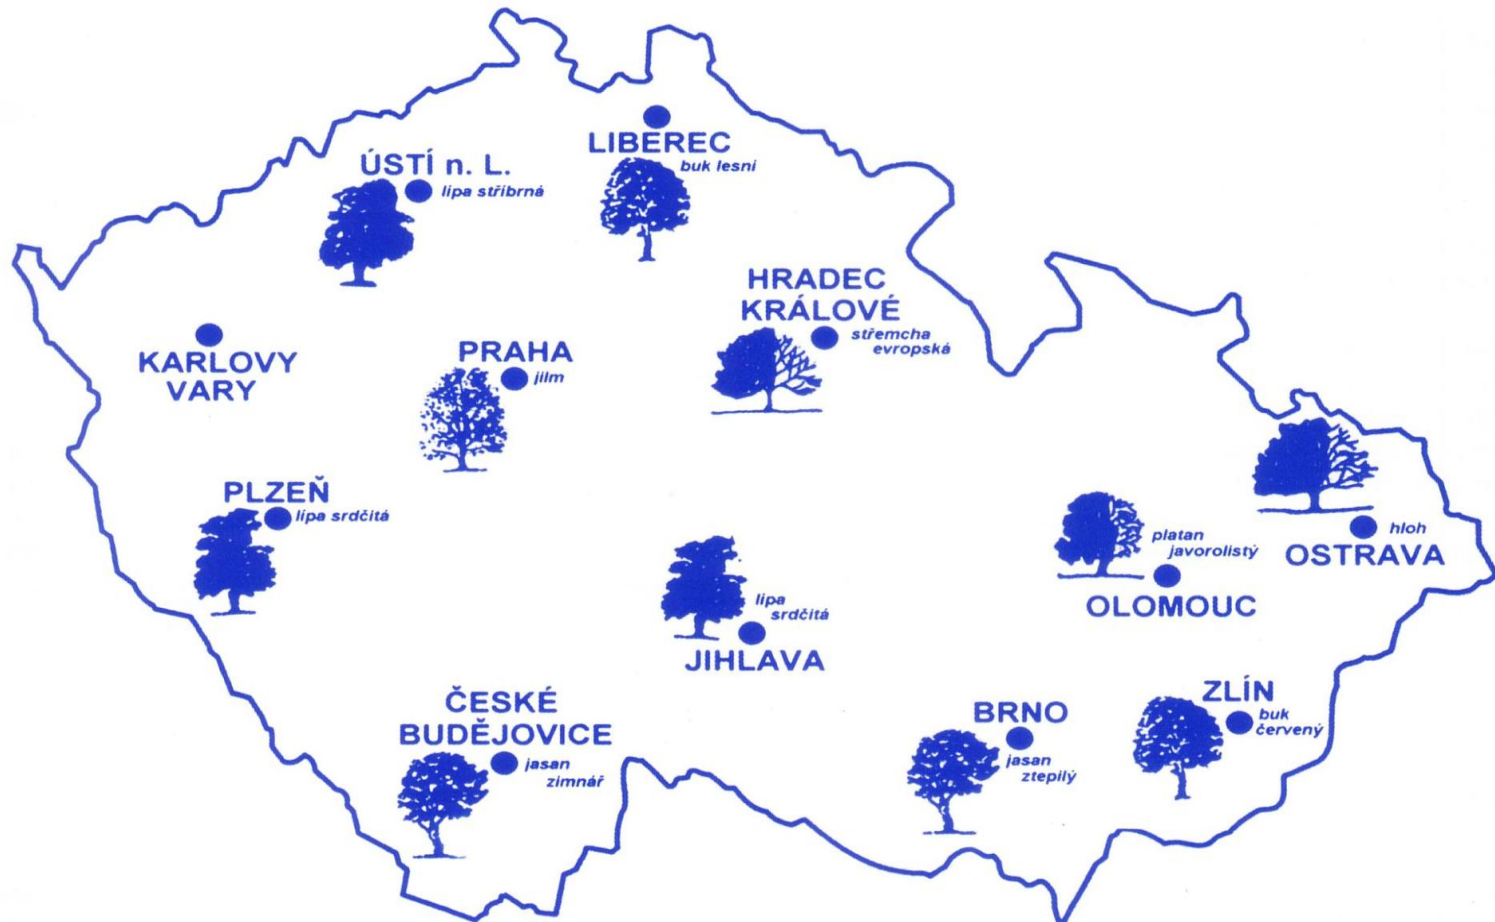 LIBEREC
buk lesní
ÚSTÍ n. L.
lípa stříbrná
HRADEC
KRÁLOVÉ
střemcha
evropská
KARLOVY
VARY
PRAHA
jilm
PLZEŇ
lípa srdčitá
hloh
OSTRAVA
platan
javorolistý
OLOMOUC
lípa
srdčitá
JIHLAVA
ČESKÉ
BUDĚJOVICE
jasan
zimnář
BRNO
jasan
ztepilý
ZLÍN
buk
červený